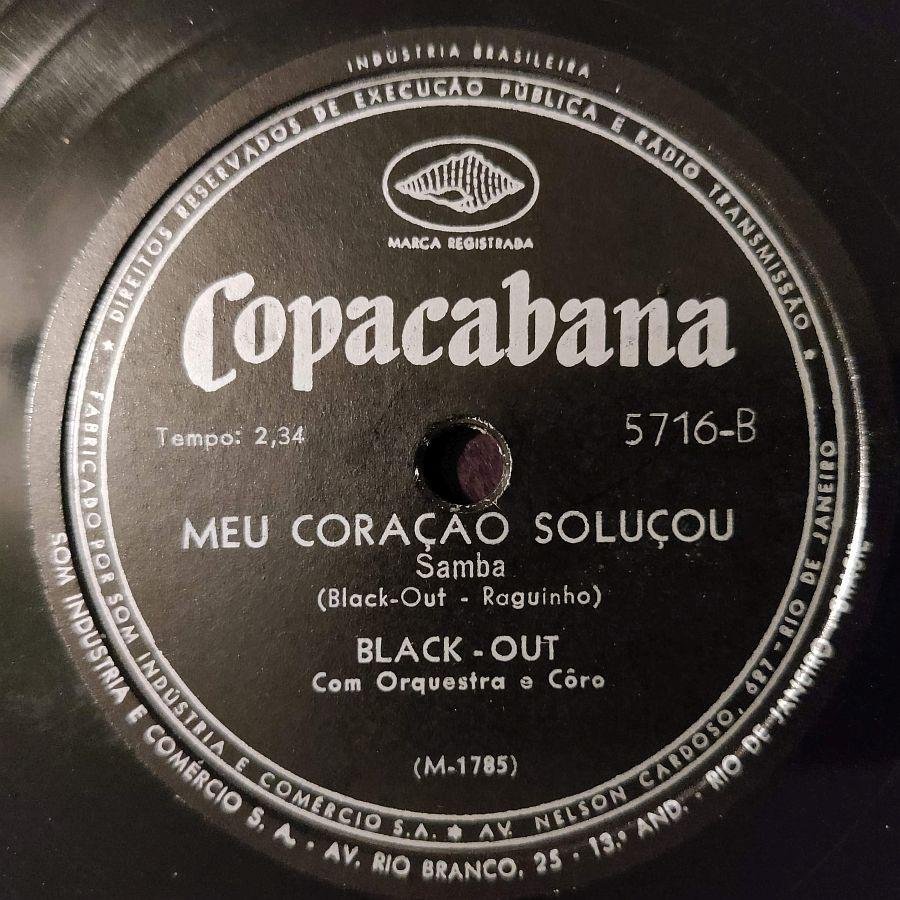 INDÚSTRIA BRASILEIRA
★ DIREITOS RESERVADOS DE EXECUÇÃO PÚBLICA E RÁDIO TRANSMISSÃO ★
MARCA REGISTRADA
Copacabana
Tempo: 2,34
5716-B
MEU CORAÇÃO SOLUÇOU
Samba
(Black-Out - Raguinho)
BLACK-OUT
Com Orquestra e Côro
(M-1785)
FABRICADO POR SOM INDÚSTRIA E COMÉRCIO S.A. ★ AV. NELSON CARDOSO, 627 - RIO DE JANEIRO
SOM INDÚSTRIA E COMÉRCIO S. A. - AV. RIO BRANCO, 25 - 13.º AND. - RIO DE JANEIRO - BRASIL